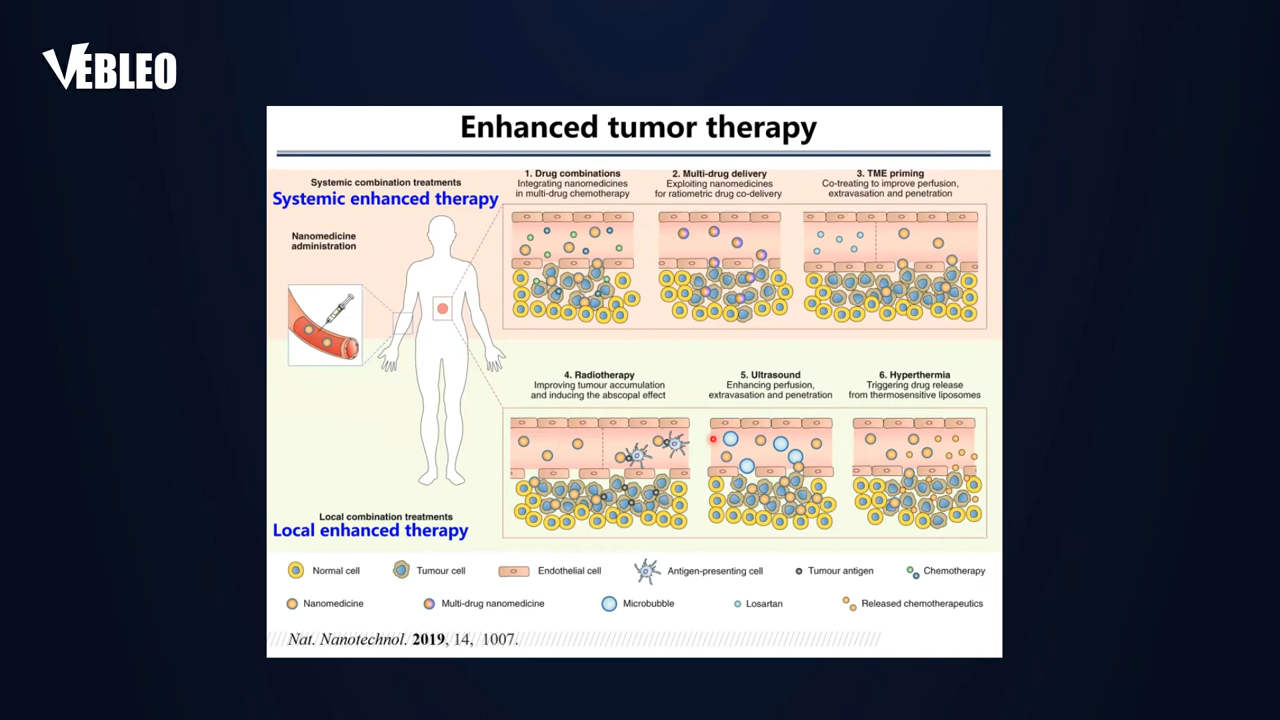 VEBLEO
Enhanced tumor therapy
Systemic combination treatments
Systemic enhanced therapy
Nanomedicine
administration
1. Drug combinations
Integrating nanomedicines
in multi-drug chemotherapy
2. Multi-drug delivery
Exploiting nanomedicines
for ratiometric drug co-delivery
3. TME priming
Co-treating to improve perfusion,
extravasation and penetration
4. Radiotherapy
Improving tumour accumulation
and inducing the abscopal effect
5. Ultrasound
Enhancing perfusion,
extravasation and penetration
6. Hyperthermia
Triggering drug release
from thermosensitive liposomes
Local combination treatments
Local enhanced therapy
Normal cell
Tumour cell
Endothelial cell
Antigen-presenting cell
Tumour antigen
Chemotherapy
Nanomedicine
Multi-drug nanomedicine
Microbubble
Losartan
Released chemotherapeutics
Nat. Nanotechnol. 2019, 14, 1007.